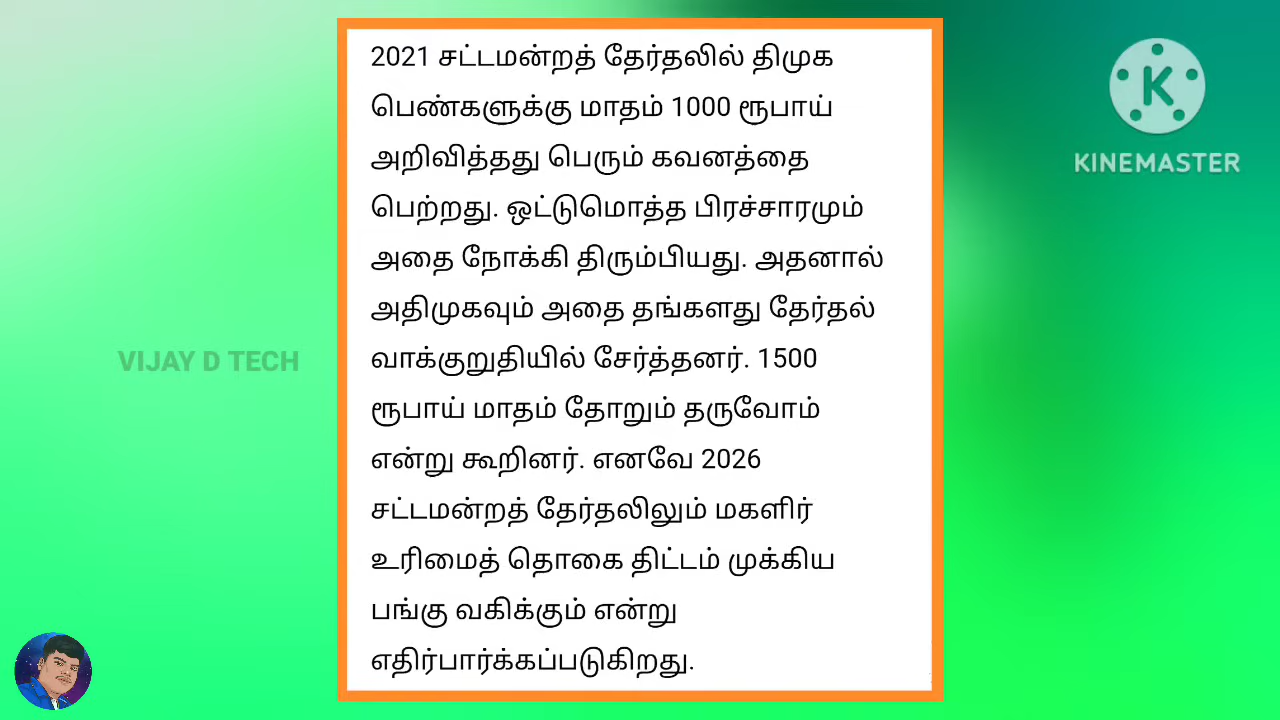 2021 சட்டமன்றத் தேர்தலில் திமுக
பெண்களுக்கு மாதம் 1000 ரூபாய்
அறிவித்தது பெரும் கவனத்தை
பெற்றது. ஒட்டுமொத்த பிரச்சாரமும்
அதை நோக்கி திரும்பியது. அதனால்
அதிமுகவும் அதை தங்களது தேர்தல்
வாக்குறுதியில் சேர்த்தனர். 1500
ரூபாய் மாதம் தோறும் தருவோம்
என்று கூறினர். எனவே 2026
சட்டமன்றத் தேர்தலிலும் மகளிர்
உரிமைத் தொகை திட்டம் முக்கிய
பங்கு வகிக்கும் என்று
எதிர்பார்க்கப்படுகிறது.
K
KINEMASTER
VIJAY D TECH